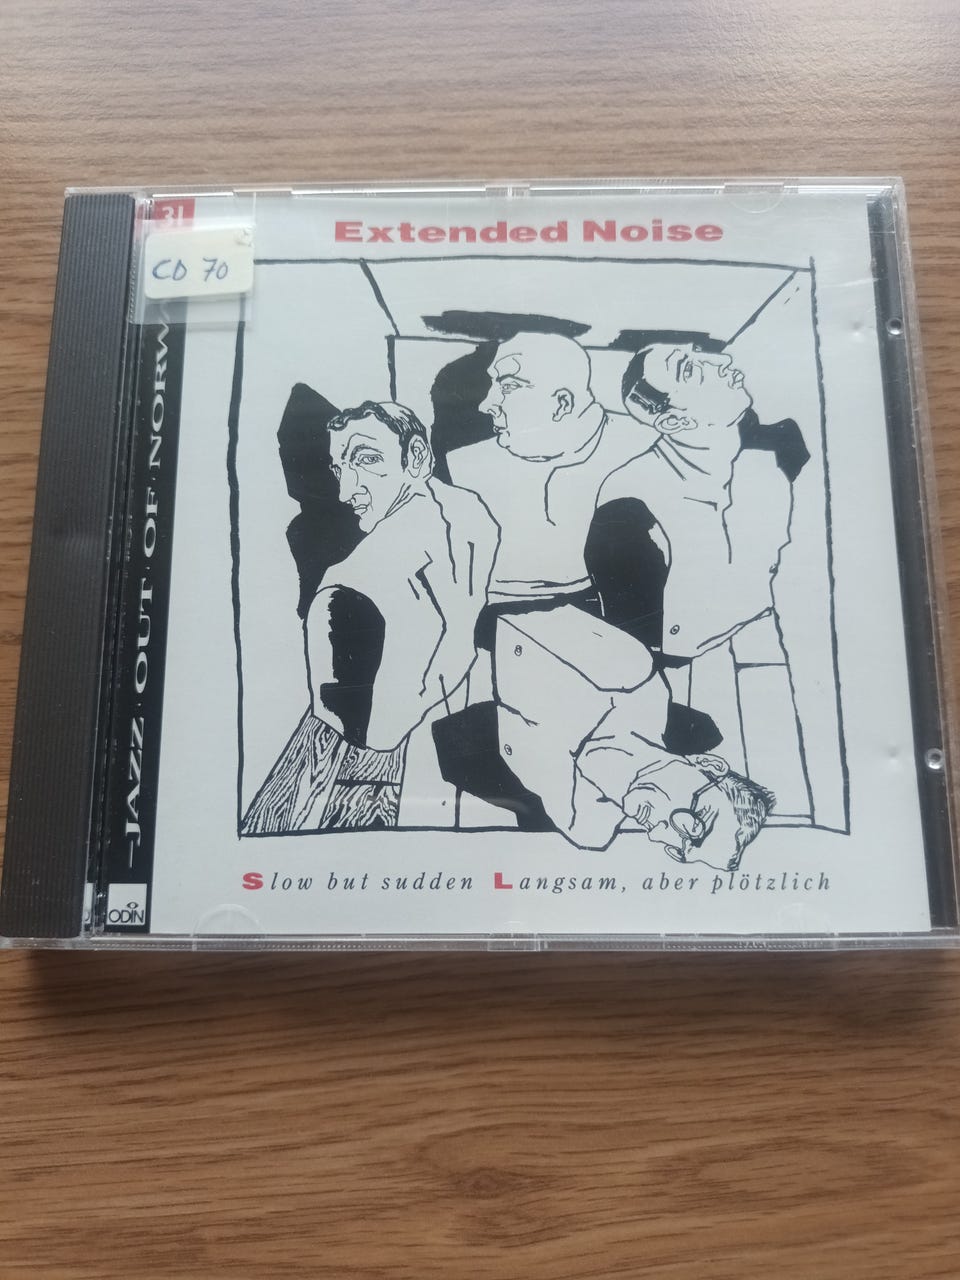 31
CD 70
Extended Noise
JAZZ OUT OF NORW
Slow but sudden Langsam, aber plötzlich
ODIN